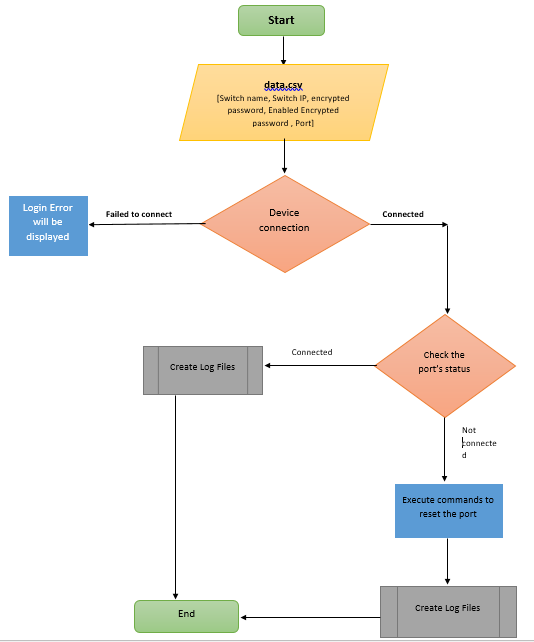 Start
data.csv
[Switch name, Switch IP, encrypted
password, Enabled Encrypted
password , Port]
Login Error
will be
displayed
Failed to connect
Device
connection
Connected
Create Log Files
Connected
Check the
port's status
Not
connecte
d
Execute commands to
reset the port
End
Create Log Files